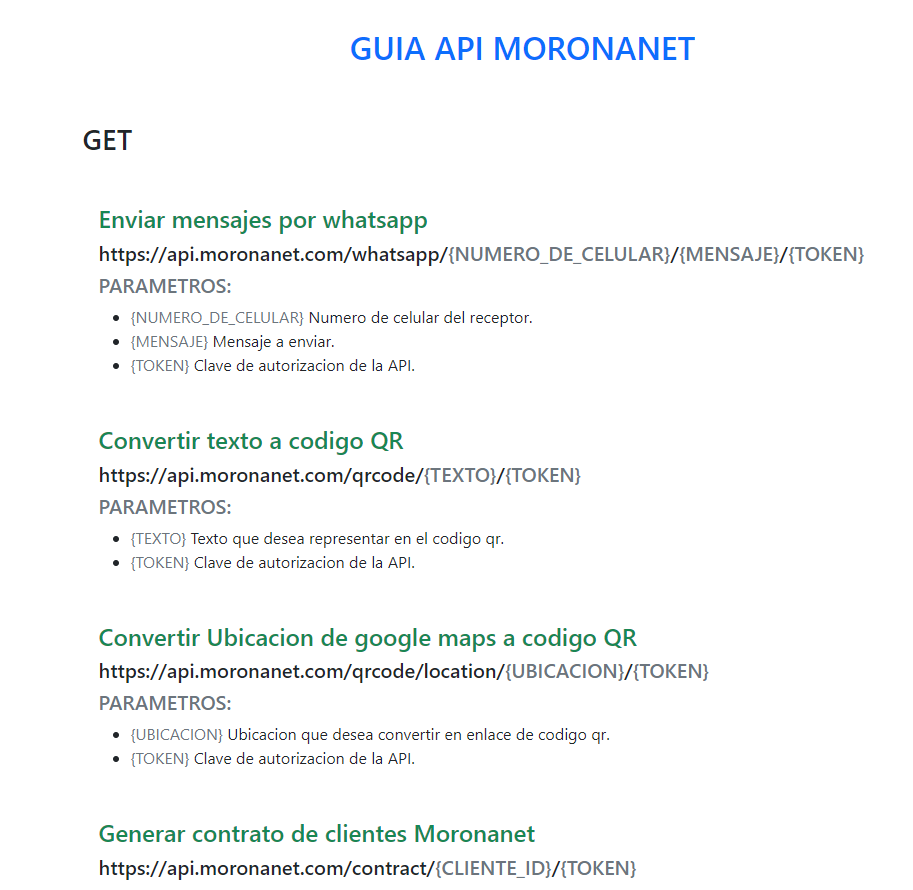 GUIA API MORONANET
GET
Enviar mensajes por whatsapp
https://api.moronanet.com/whatsapp/{NUMERO_DE_CELULAR}/{MENSAJE}/{TOKEN}
PARAMETROS:
{NUMERO_DE_CELULAR} Numero de celular del receptor.
{MENSAJE} Mensaje a enviar.
{TOKEN} Clave de autorizacion de la API.
Convertir texto a codigo QR
https://api.moronanet.com/qrcode/{TEXTO}/{TOKEN}
PARAMETROS:
{TEXTO} Texto que desea representar en el codigo qr.
{TOKEN} Clave de autorizacion de la API.
Convertir Ubicacion de google maps a codigo QR
https://api.moronanet.com/qrcode/location/{UBICACION}/{TOKEN}
PARAMETROS:
{UBICACION} Ubicacion que desea convertir en enlace de codigo qr.
{TOKEN} Clave de autorizacion de la API.
Generar contrato de clientes Moronanet
https://api.moronanet.com/contract/{CLIENTE_ID}/{TOKEN}